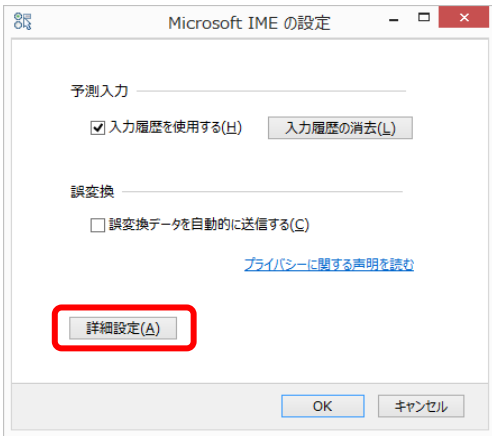 Microsoft IME の設定
予測入力
入力履歴を使用する(H)
入力履歴の消去(L)
誤変換
誤変換データを自動的に送信する(C)
プライバシーに関する声明を読む
詳細設定(A)
OK
キャンセル